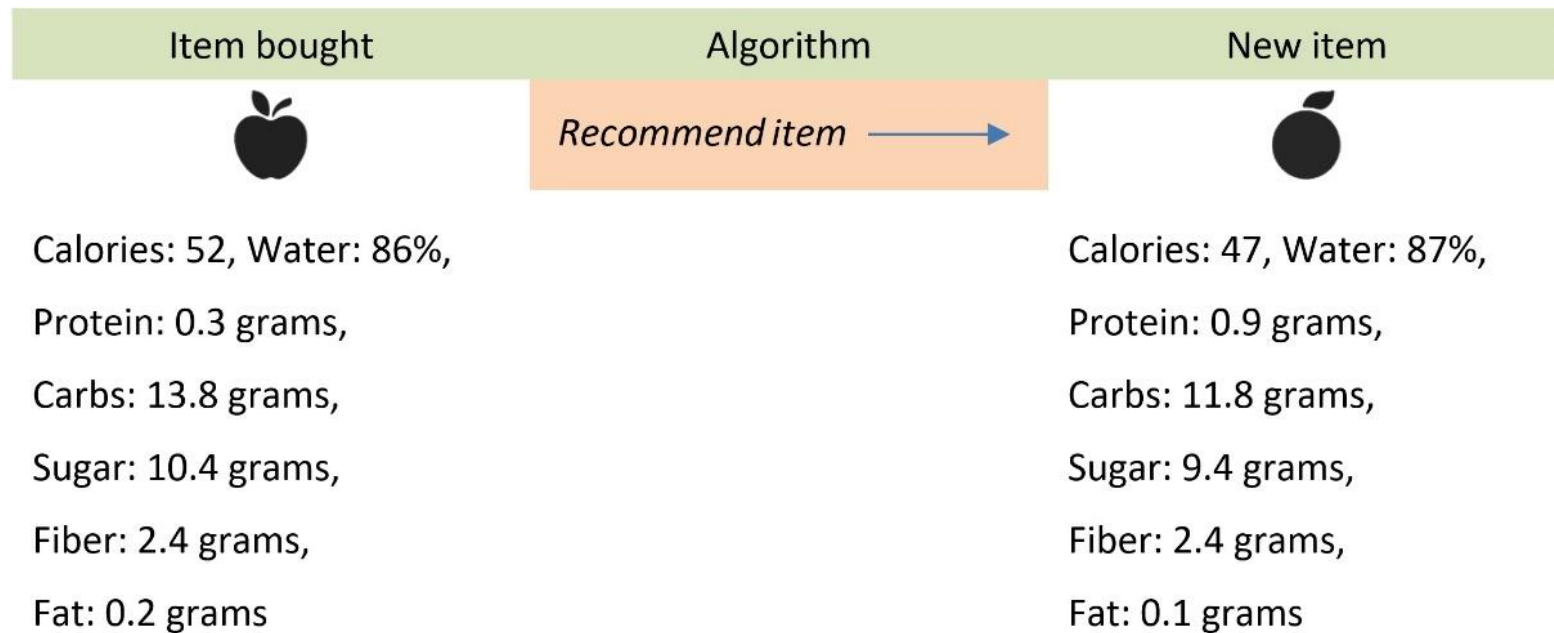 Item bought
Algorithm
New item
Recommend item
Calories: 52, Water: 86%,
Protein: 0.3 grams,
Carbs: 13.8 grams,
Sugar: 10.4 grams,
Fiber: 2.4 grams,
Fat: 0.2 grams
Calories: 47, Water: 87%,
Protein: 0.9 grams,
Carbs: 11.8 grams,
Sugar: 9.4 grams,
Fiber: 2.4 grams,
Fat: 0.1 grams